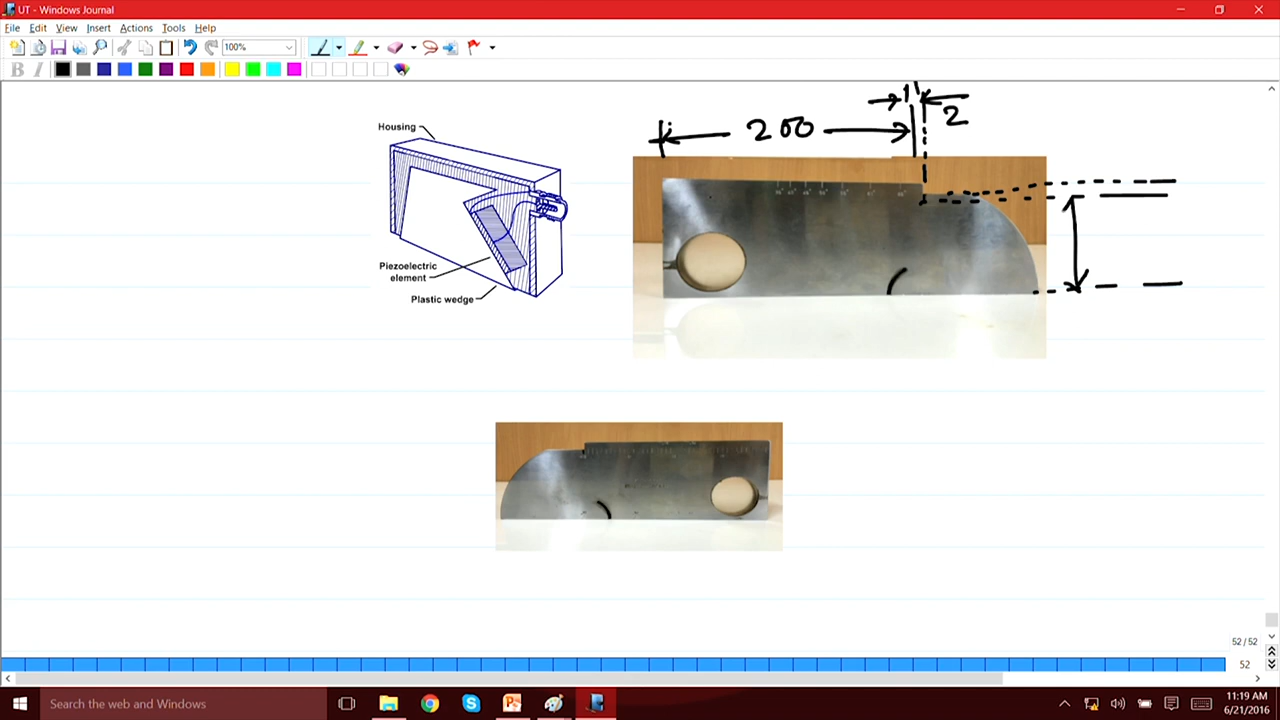 UT - Windows Journal
File Edit View Insert Actions Tools Help
100%
B I
Housing
Piezoelectric
element
Plastic wedge
200
2
52 / 52
52
Search the web and Windows
11:19 AM
6/21/2016